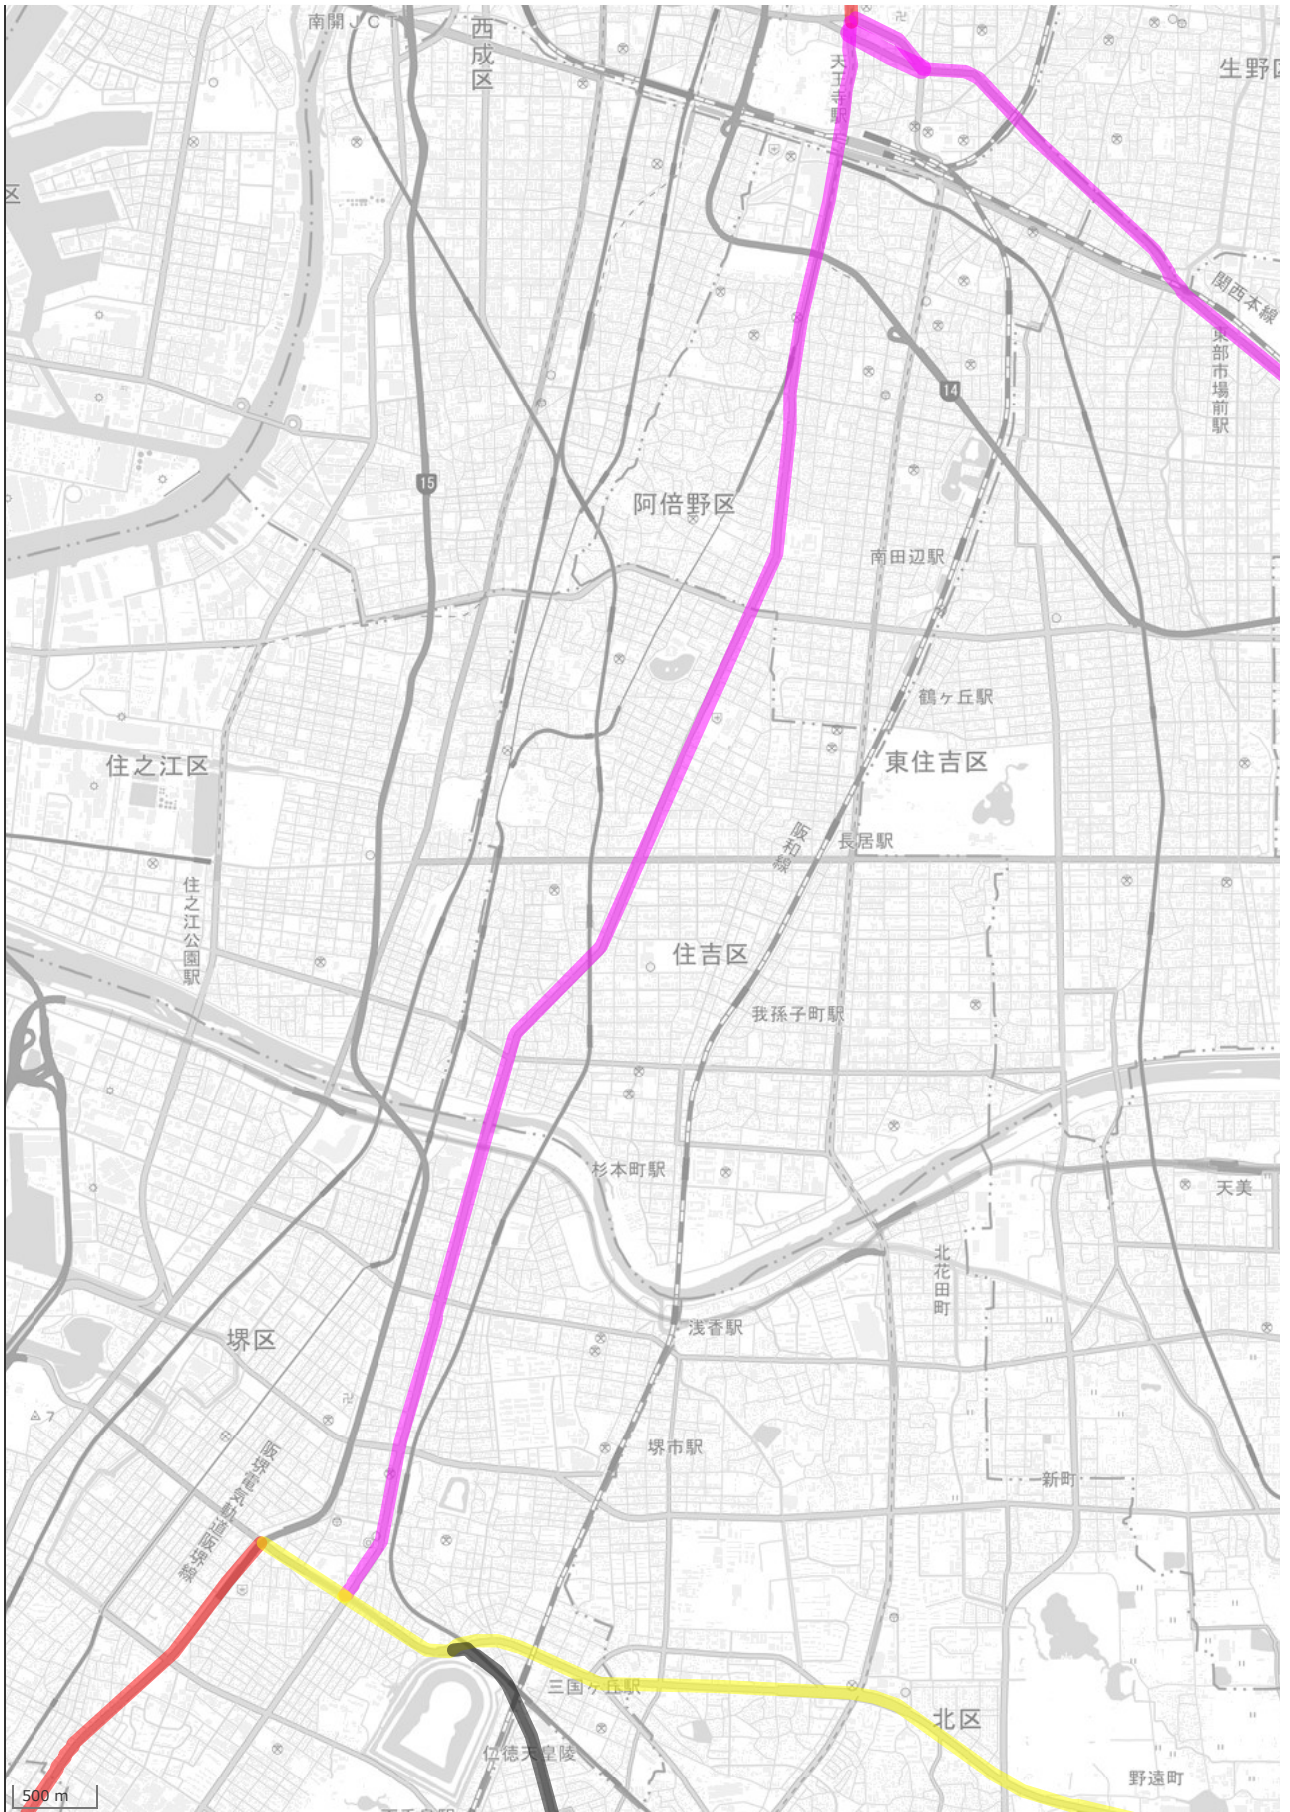 南開JCT
西成区
天王寺駅
生野区
区
関西本線
東部市場前駅
14
15
阿倍野区
南田辺駅
鶴ヶ丘駅
住之江区
東住吉区
阪和線
長居駅
住之江公園駅
住吉区
我孫子町駅
杉本町駅
天美
北花田町
浅香駅
堺区
7
堺市駅
阪堺電気軌道阪堺線
新町
三国ヶ丘駅
北区
仁徳天皇陵
野遠町
500 m